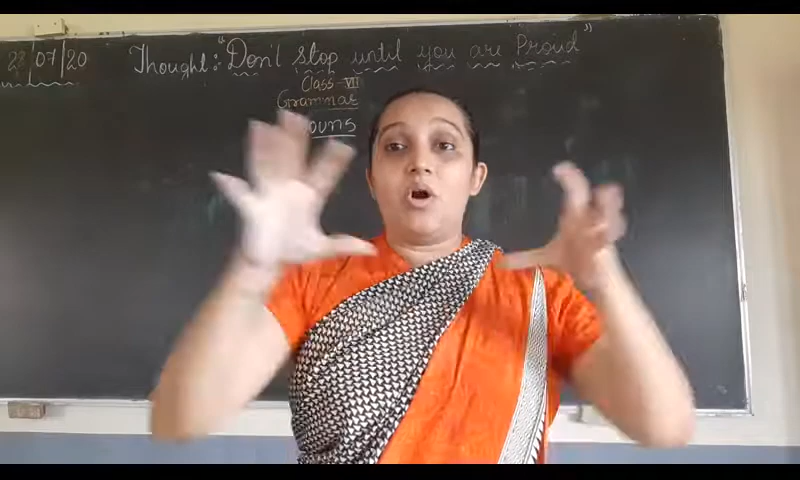 28/07/20 Thought:- "Don't stop until you are Proud"
Class - VII
Grammar
ouns